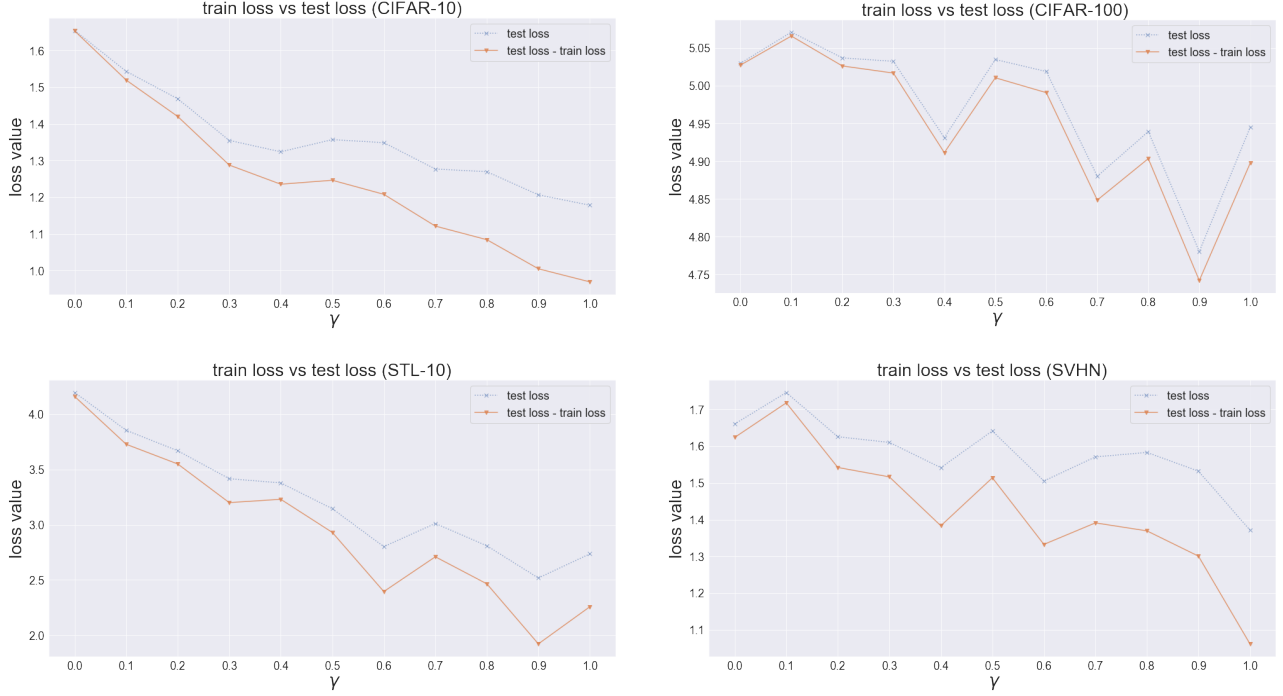 train loss vs test loss (CIFAR-10)
test loss
test loss - train loss
loss value
1.6
1.5
1.4
1.3
1.2
1.1
1.0
0.0 0.1 0.2 0.3 0.4 0.5 0.6 0.7 0.8 0.9 1.0
γ
train loss vs test loss (CIFAR-100)
test loss
test loss - train loss
loss value
5.05
5.00
4.95
4.90
4.85
4.80
4.75
0.0 0.1 0.2 0.3 0.4 0.5 0.6 0.7 0.8 0.9 1.0
γ
train loss vs test loss (STL-10)
test loss
test loss - train loss
loss value
4.0
3.5
3.0
2.5
2.0
0.0 0.1 0.2 0.3 0.4 0.5 0.6 0.7 0.8 0.9 1.0
γ
train loss vs test loss (SVHN)
test loss
test loss - train loss
loss value
1.7
1.6
1.5
1.4
1.3
1.2
1.1
0.0 0.1 0.2 0.3 0.4 0.5 0.6 0.7 0.8 0.9 1.0
γ